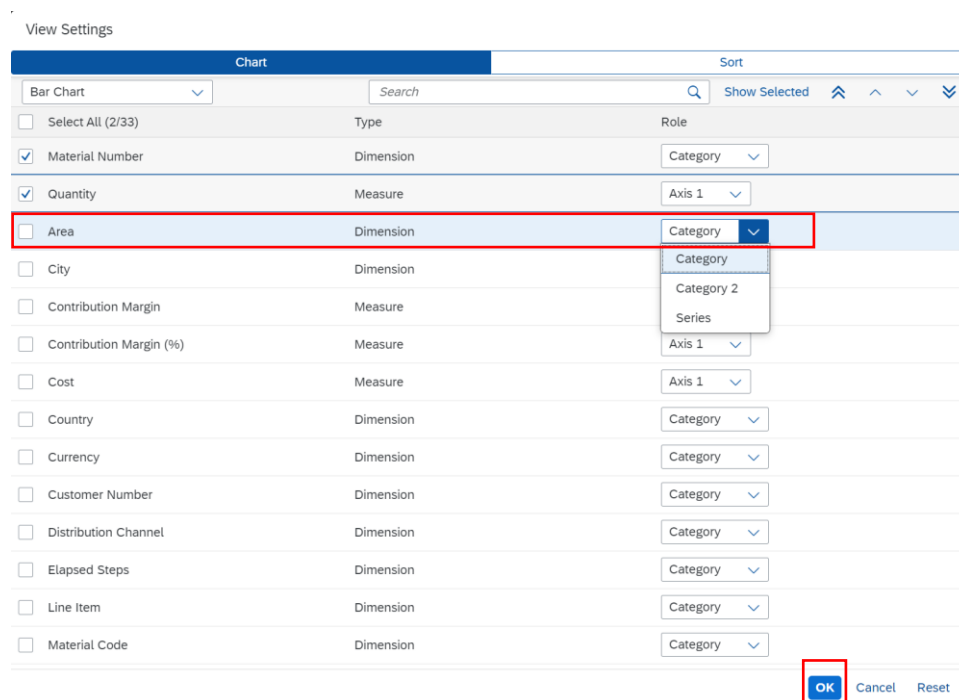 View Settings
Chart Sort
Bar Chart Search Show Selected
Select All (2/33) Type Role
Material Number Dimension Category
Quantity Measure Axis 1
Area Dimension Category
Category
City Dimension
Category 2
Contribution Margin Measure
Series
Contribution Margin (%) Measure Axis 1
Cost Measure Axis 1
Country Dimension Category
Currency Dimension Category
Customer Number Dimension Category
Distribution Channel Dimension Category
Elapsed Steps Dimension Category
Line Item Dimension Category
Material Code Dimension Category
OK Cancel Reset